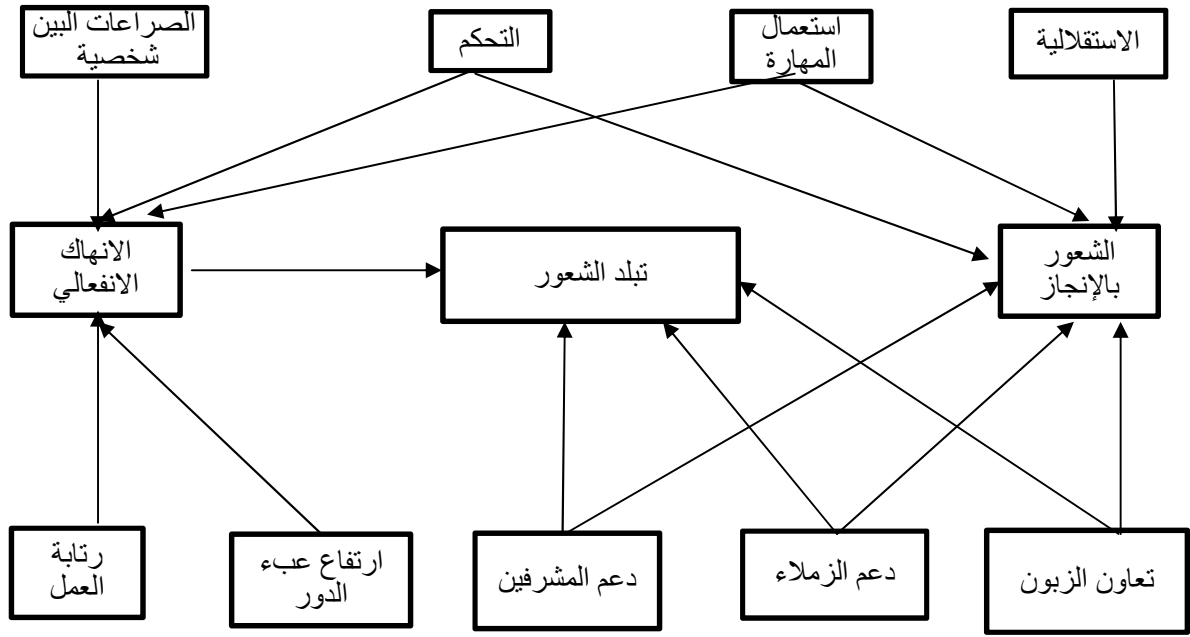 الصراعات البين
شخصية
التحكم
استعمال
المهارة
الاستقلالية
الانهاك
الانفعالي
تبلد الشعور
الشعور
بالإنجاز
رتابة
العمل
ارتفاع عبء
الدور
دعم المشرفين
دعم الزملاء
تعاون الزبون